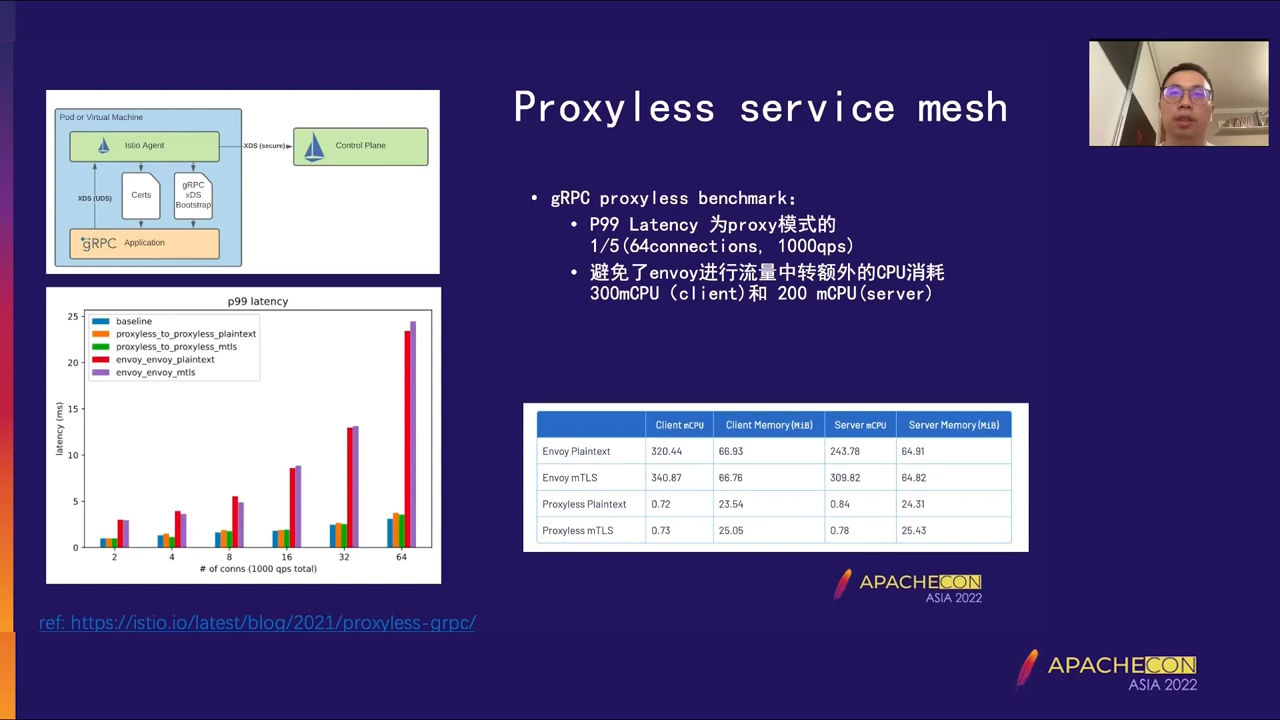 Proxyless service mesh
Pod or Virtual Machine
Istio Agent
XDS (secure)
Control Plane
XDS (UDS)
Certs
gRPC
xDS
Bootstrap
gRPC Application
• gRPC proxyless benchmark:
• P99 Latency 为proxy模式的
1/5(64connections, 1000qps)
• 避免了envoy进行流量中转额外的CPU消耗
300mCPU (client)和 200 mCPU(server)
p99 latency
baseline
proxyless_to_proxyless_plaintext
proxyless_to_proxyless_mtls
envoy_envoy_plaintext
envoy_envoy_mtls
latency (ms)
25
20
15
10
5
0
2 4 8 16 32 64
# of conns (1000 qps total)
Client mCPU Client Memory (MiB) Server mCPU Server Memory (MiB)
Envoy Plaintext 320.44 66.93 243.78 64.91
Envoy mTLS 340.87 66.76 309.82 64.82
Proxyless Plaintext 0.72 23.54 0.84 24.31
Proxyless mTLS 0.73 25.05 0.78 25.43
APACHECON
ASIA 2022
ref: https://istio.io/latest/blog/2021/proxyless-grpc/
APACHECON
ASIA 2022